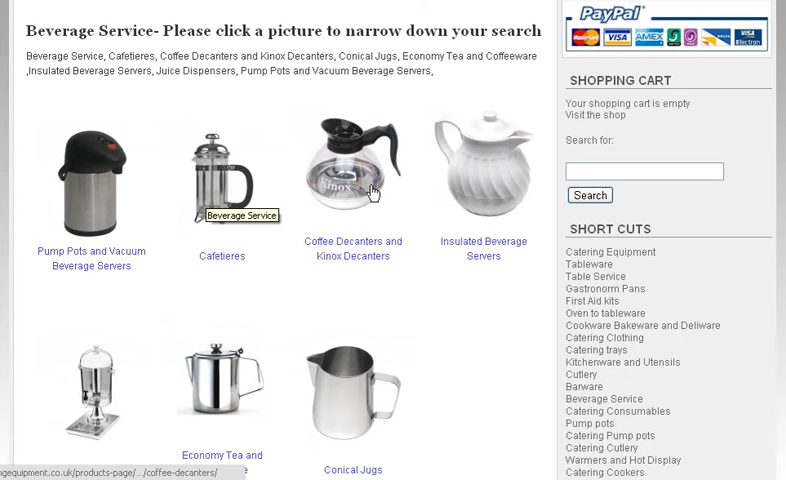 Beverage Service- Please click a picture to narrow down your search
Beverage Service, Cafetieres, Coffee Decanters and Kinox Decanters, Conical Jugs, Economy Tea and Coffeeware
,Insulated Beverage Servers, Juice Dispensers, Pump Pots and Vacuum Beverage Servers,
Kinox
Beverage Service
Pump Pots and Vacuum
Beverage Servers
Cafetieres
Coffee Decanters and
Kinox Decanters
Insulated Beverage
Servers
Economy Tea and
Conical Jugs
ngequipment.co.uk/products-page/.../coffee-decanters/
PayPal
MasterCard
VISA
AMEX
VISA
Electron
SHOPPING CART
Your shopping cart is empty
Visit the shop
Search for:
Search
SHORT CUTS
Catering Equipment
Tableware
Table Service
Gastronorm Pans
First Aid kits
Oven to tableware
Cookware Bakeware and Deliware
Catering Clothing
Catering trays
Kitchenware and Utensils
Cutlery
Barware
Beverage Service
Catering Consumables
Pump pots
Catering Pump pots
Catering Cutlery
Warmers and Hot Display
Catering Cookers